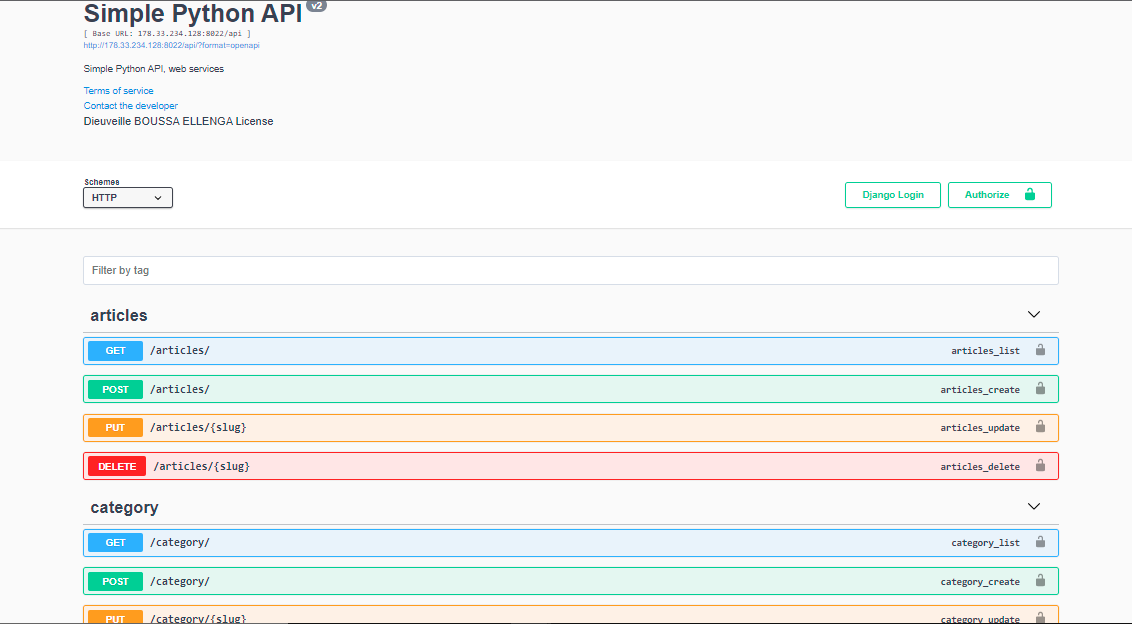 Simple Python API v2
[ Base URL: 178.33.234.128:8022/api ]
http://178.33.234.128:8022/api/?format=openapi
Simple Python API, web services
Terms of service
Contact the developer
Dieuveille BOUSSA ELLENGA License
Schemes
HTTP
Django Login
Authorize
Filter by tag
articles
GET /articles/ articles_list
POST /articles/ articles_create
PUT /articles/{slug} articles_update
DELETE /articles/{slug} articles_delete
category
GET /category/ category_list
POST /category/ category_create
PUT /category/{slug} category_update